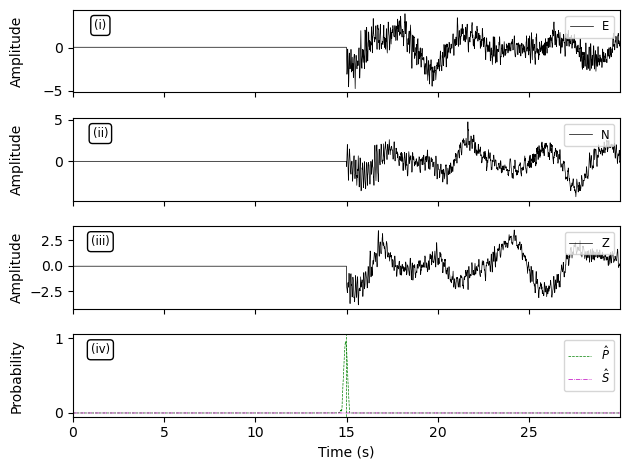 (i)
E
Amplitude
0
−5
(ii)
N
Amplitude
5
0
(iii)
Z
Amplitude
2.5
0.0
−2.5
(iv)
P̂
Ŝ
Probability
1
0
0 5 10 15 20 25
Time (s)